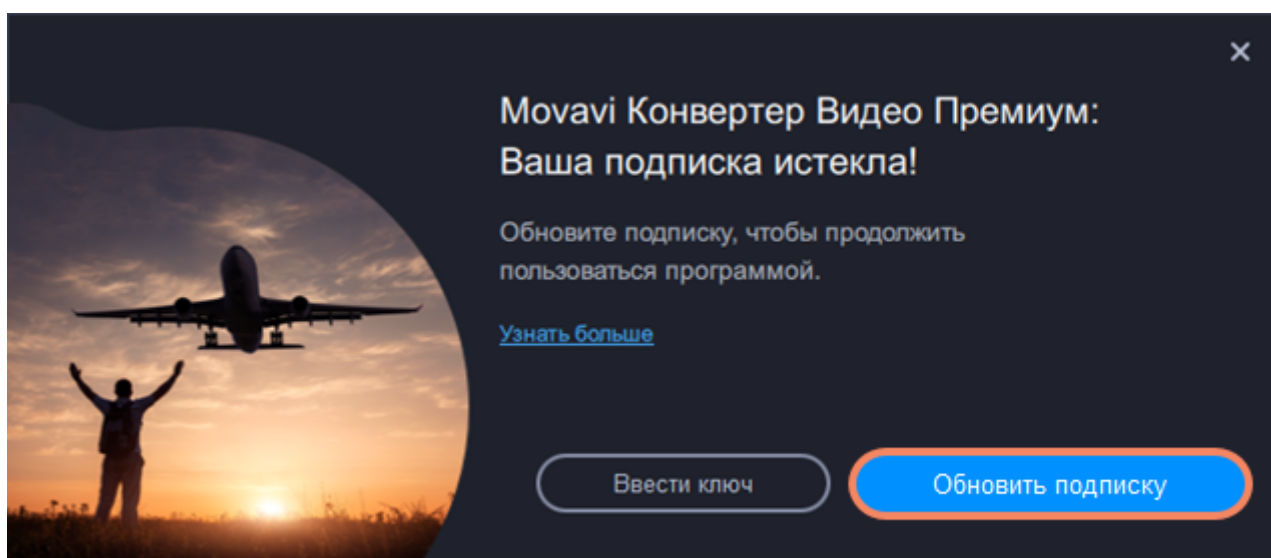 Movavi Конвертер Видео Премиум:
Ваша подписка истекла!
Обновите подписку, чтобы продолжить
пользоваться программой.
Узнать больше
Ввести ключ
Обновить подписку